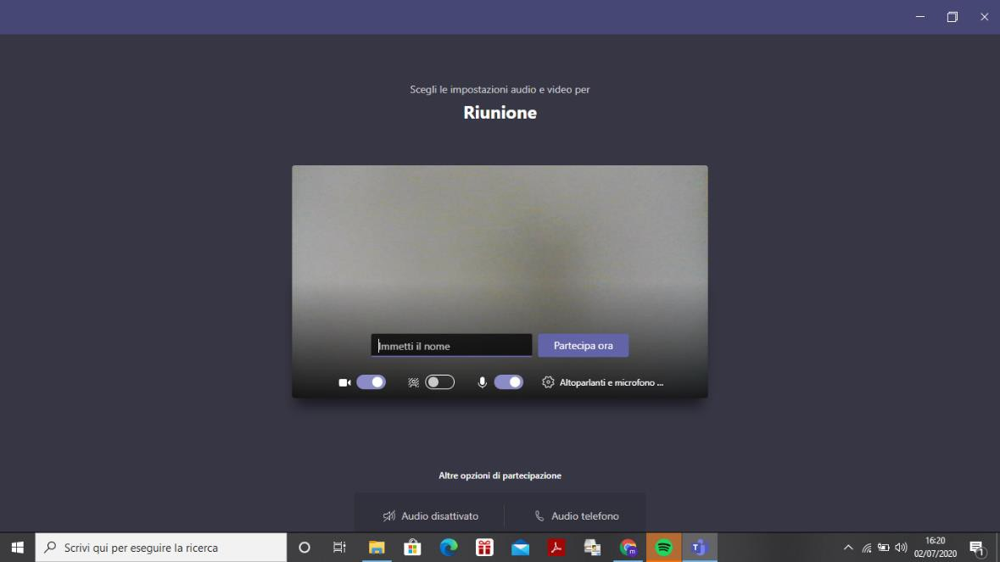 Scegli le impostazioni audio e video per
Riunione
Immetti il nome
Partecipa ora
Altoparlanti e microfono ...
Altre opzioni di partecipazione
Audio disattivato
Audio telefono
Scrivi qui per eseguire la ricerca
16:20
02/07/2020
1